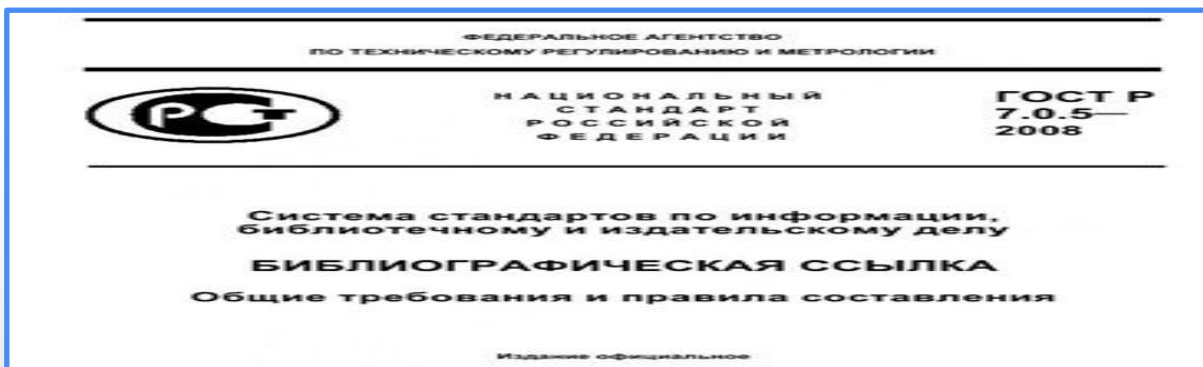 ФЕДЕРАЛЬНОЕ АГЕНТСТВО
ПО ТЕХНИЧЕСКОМУ РЕГУЛИРОВАНИЮ И МЕТРОЛОГИИ
РСТ
НАЦИОНАЛЬНЫЙ
СТАНДАРТ
РОССИЙСКОЙ
ФЕДЕРАЦИИ
ГОСТ Р
7.0.5—
2008
Система стандартов по информации,
библиотечному и издательскому делу
БИБЛИОГРАФИЧЕСКАЯ ССЫЛКА
Общие требования и правила составления
Издание официальное